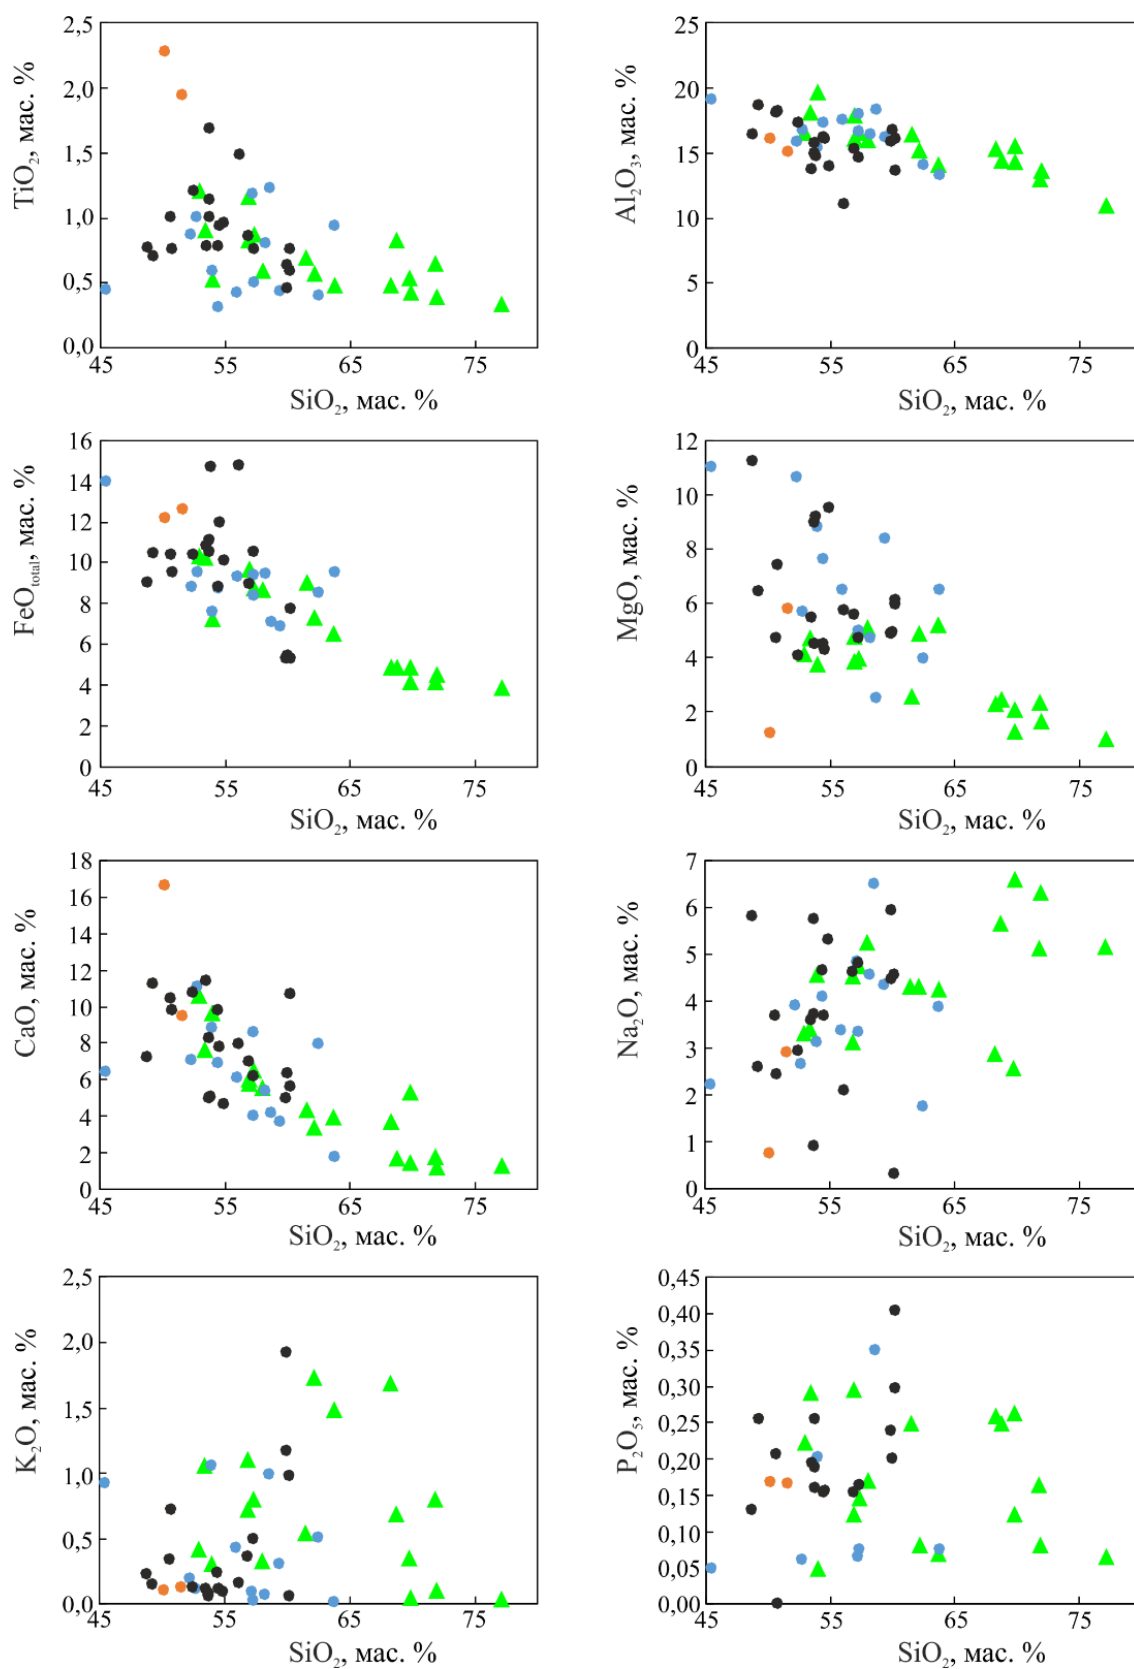 2,5
2,0
1,5
1,0
0,5
0,0
TiO₂, мас. %
45 55 65 75
SiO₂, мас. %
25
20
15
10
5
0
Al₂O₃, мас. %
45 55 65 75
SiO₂, мас. %
16
14
12
10
8
6
4
2
0
FeOtotal, мас. %
45 55 65 75
SiO₂, мас. %
12
10
8
6
4
2
0
MgO, мас. %
45 55 65 75
SiO₂, мас. %
18
16
14
12
10
8
6
4
2
0
CaO, мас. %
45 55 65 75
SiO₂, мас. %
7
6
5
4
3
2
1
0
Na₂O, мас. %
45 55 65 75
SiO₂, мас. %
2,5
2,0
1,5
1,0
0,5
0,0
K₂O, мас. %
45 55 65 75
SiO₂, мас. %
0,45
0,40
0,35
0,30
0,25
0,20
0,15
0,10
0,05
0,00
P₂O₅, мас. %
45 55 65 75
SiO₂, мас. %